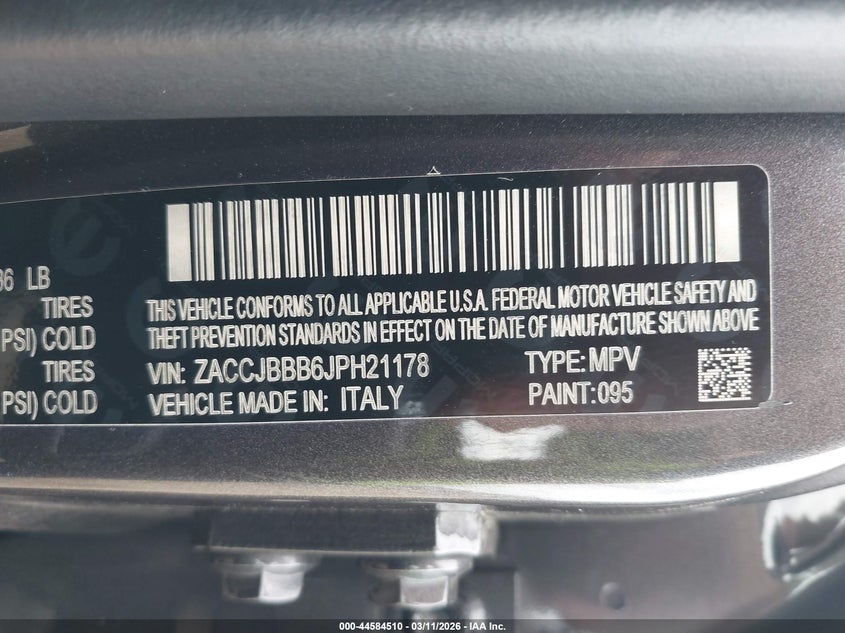 36 LB
TIRES
PSI) COLD
TIRES
PSI) COLD
THIS VEHICLE CONFORMS TO ALL APPLICABLE U.S.A. FEDERAL MOTOR VEHICLE SAFETY AND
THEFT PREVENTION STANDARDS IN EFFECT ON THE DATE OF MANUFACTURE SHOWN ABOVE
VIN: ZACCJBBB6JPH21178 TYPE: MPV
VEHICLE MADE IN: ITALY PAINT: 095
000-44584510 - 03/11/2026 - IAA Inc.